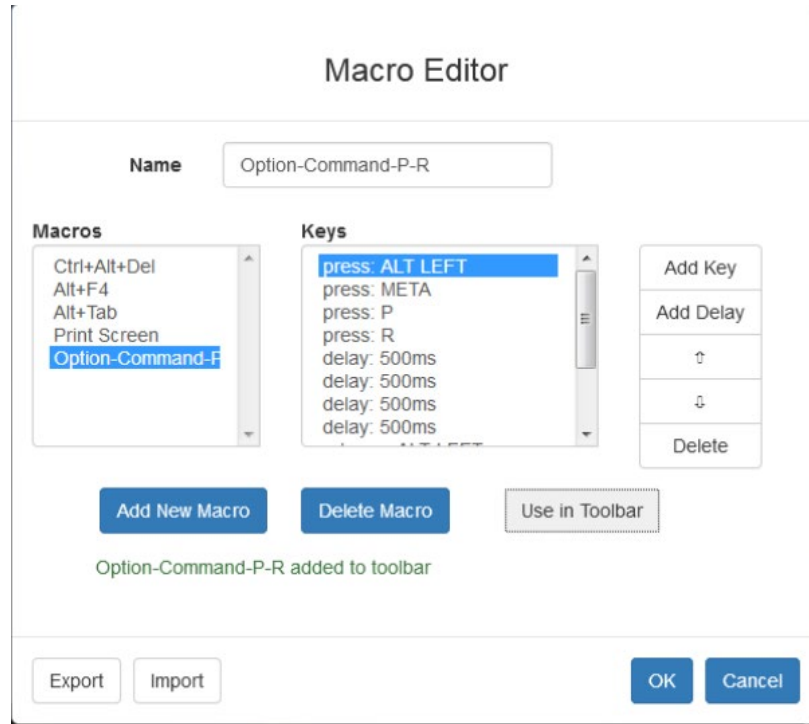 Macro Editor
Name
Option-Command-P-R
Macros
Ctrl+Alt+Del
Alt+F4
Alt+Tab
Print Screen
Option-Command-P
Keys
press: ALT LEFT
press: META
press: P
press: R
delay: 500ms
delay: 500ms
delay: 500ms
delay: 500ms
Add Key
Add Delay
⇧
⇩
Delete
Add New Macro
Delete Macro
Use in Toolbar
Option-Command-P-R added to toolbar
Export
Import
OK
Cancel